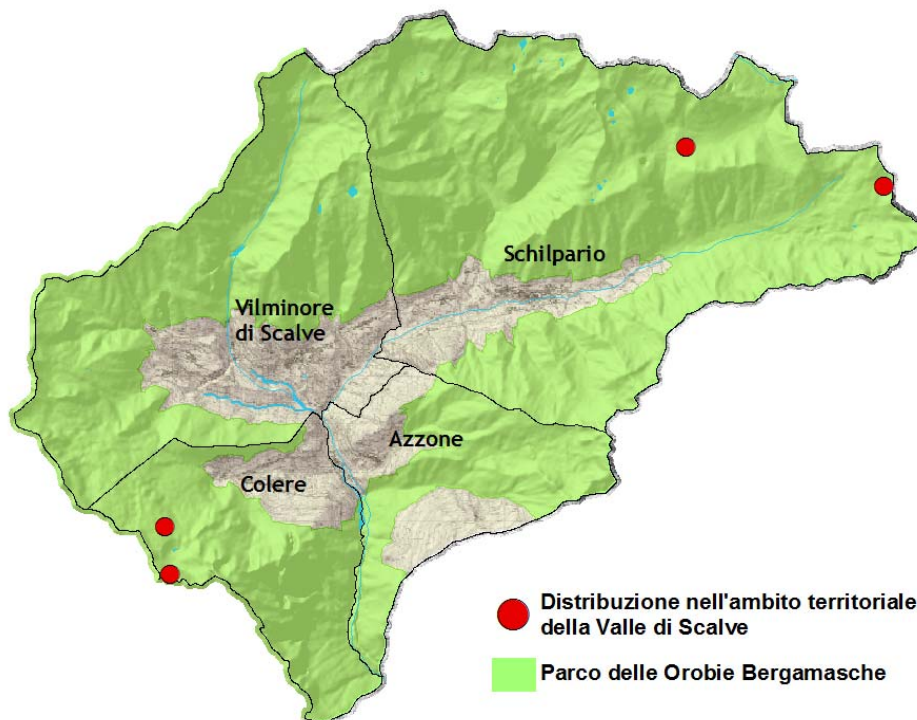 Schilpario
Vilminore
di Scalve
Azzone
Colere
Distribuzione nell'ambito territoriale
della Valle di Scalve
Parco delle Orobie Bergamasche